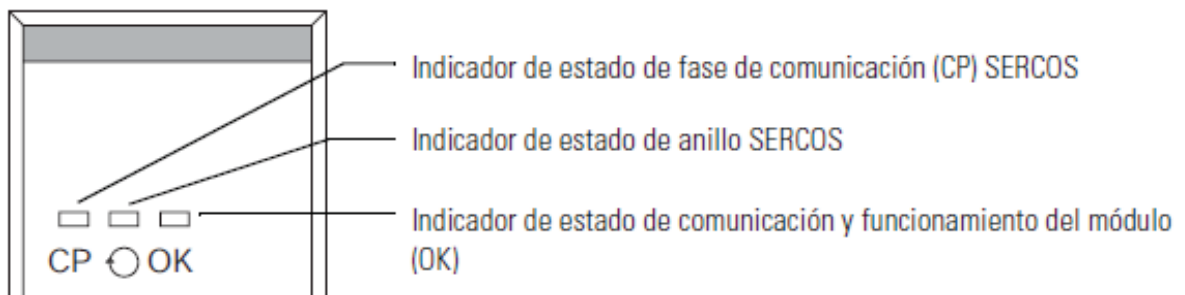 Indicador de estado de fase de comunicación (CP) SERCOS
Indicador de estado de anillo SERCOS
Indicador de estado de comunicación y funcionamiento del módulo
(OK)
CP OK